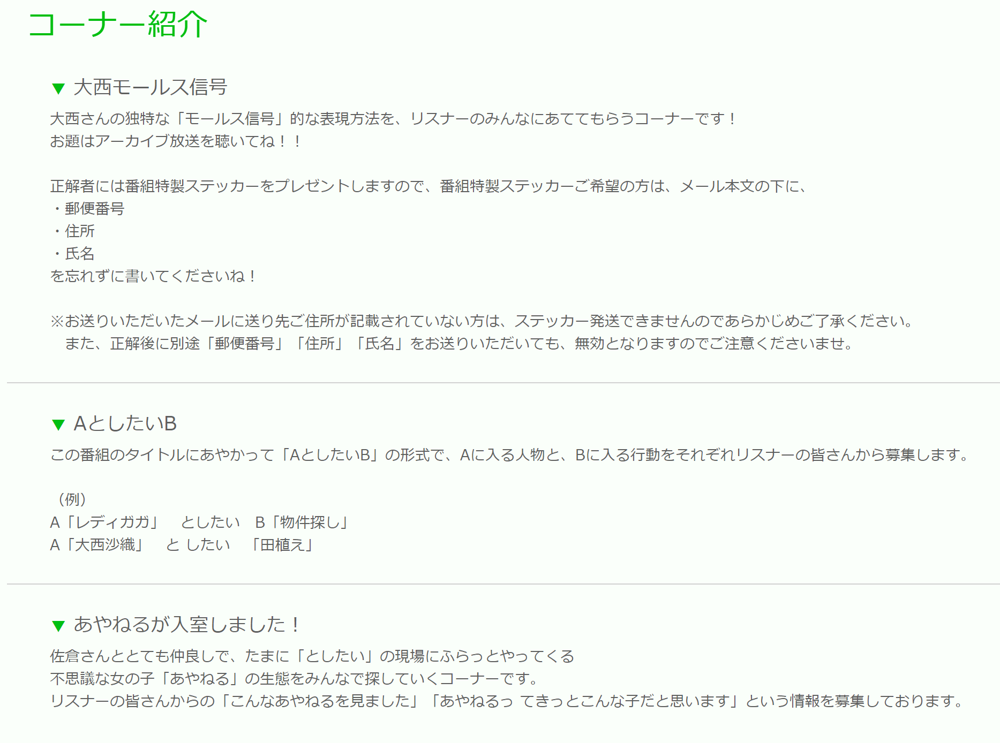 コーナー紹介
▼ 大西モールス信号
大西さんの独特な「モールス信号」的な表現方法を、リスナーのみんなにあててもらうコーナーです！
お題はアーカイブ放送を聴いてね！！
正解者には番組特製ステッカーをプレゼントしますので、番組特製ステッカーご希望の方は、メール本文の下に、
・郵便番号
・住所
・氏名
を忘れずに書いてくださいね！
※お送りいただいたメールに送り先ご住所が記載されていない方は、ステッカー発送できませんのであらかじめご了承ください。
　また、正解後に別途「郵便番号」「住所」「氏名」をお送りいただいても、無効となりますのでご注意くださいませ。
▼ AとしたいB
この番組のタイトルにあやかって「AとしたいB」の形式で、Aに入る人物と、Bに入る行動をそれぞれリスナーの皆さんから募集します。
（例）
A「レディガガ」　としたい　B「物件探し」
A「大西沙織」　と したい　「田植え」
▼ あやねるが入室しました！
佐倉さんととても仲良しで、たまに「としたい」の現場にふらっとやってくる
不思議な女の子「あやねる」の生態をみんなで探していくコーナーです。
リスナーの皆さんからの「こんなあやねるを見ました」「あやねるっ てきっとこんな子だと思います」という情報を募集しております。